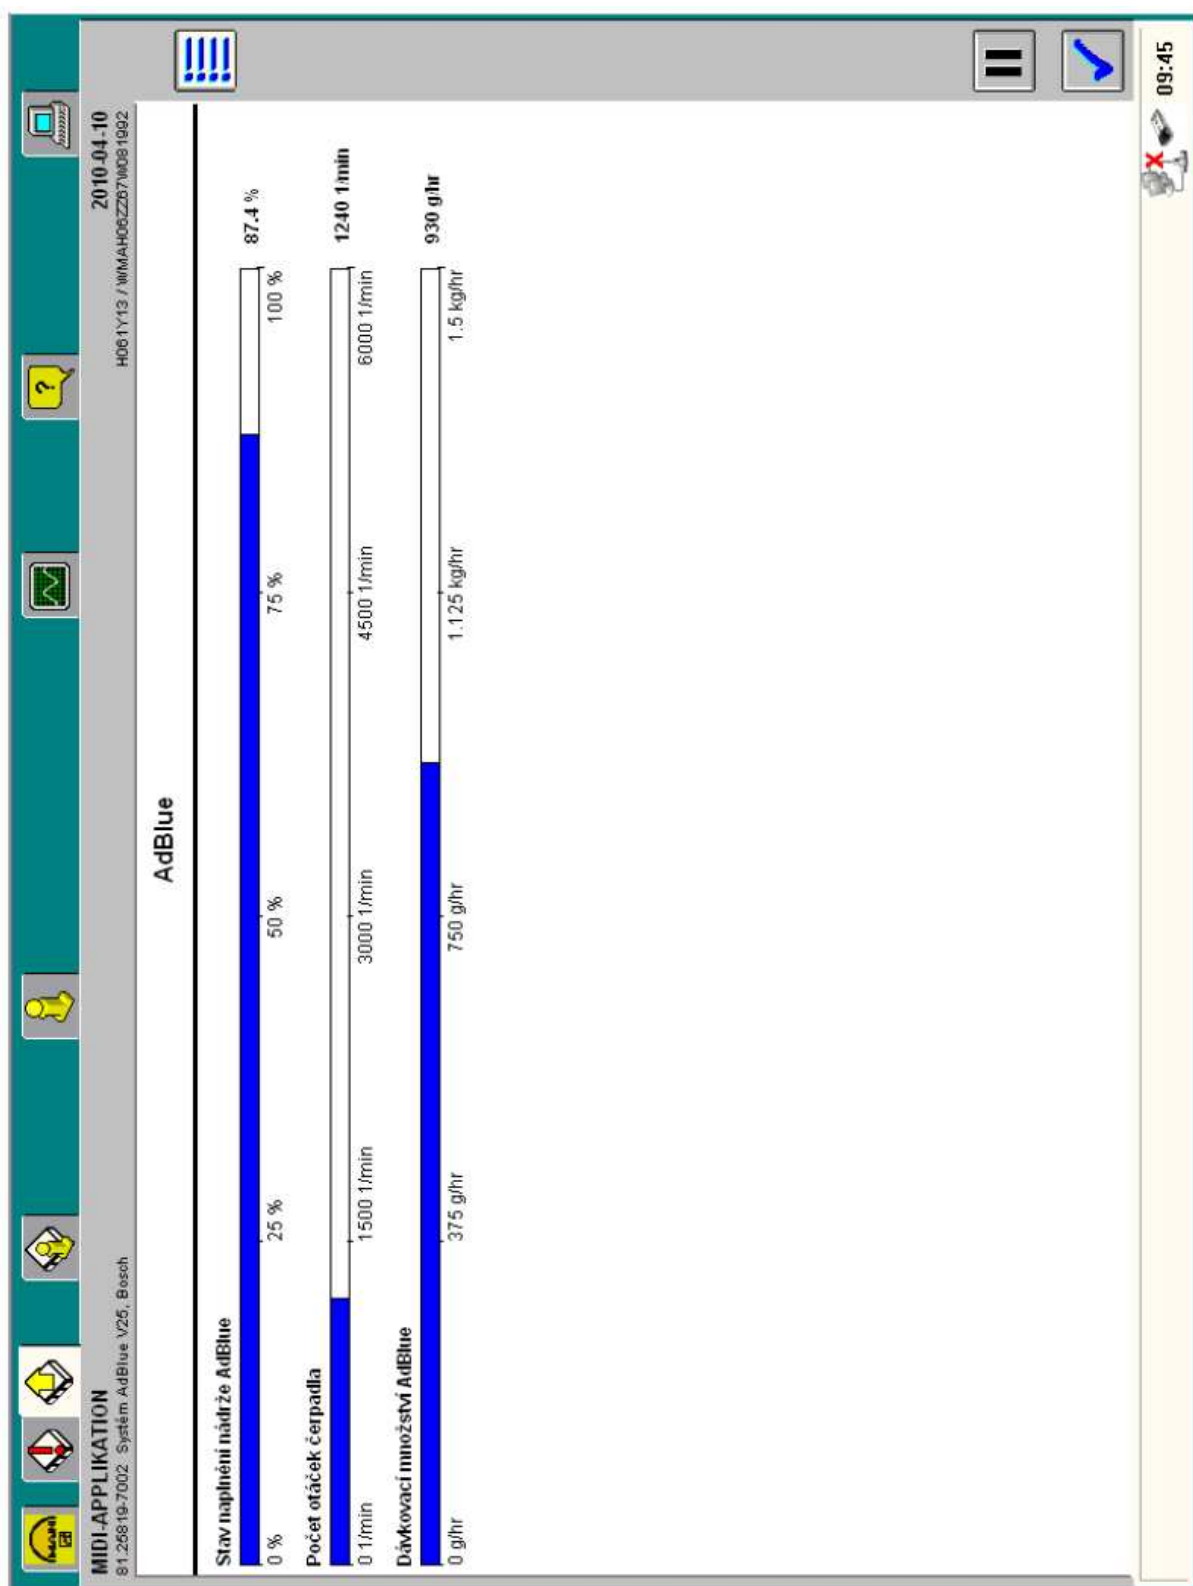 MIDI-APPLIKATION 2010-04-10
81.25819-7002 Systém AdBlue V25, Bosch H061Y13 / WMAH06ZZ67W081992
AdBlue
Stav naplnění nádrže AdBlue
87.4 %
0 % 25 % 50 % 75 % 100 %
Počet otáček čerpadla
1240 1/min
0 1/min 1500 1/min 3000 1/min 4500 1/min 6000 1/min
Dávkovací množství AdBlue
930 g/hr
0 g/hr 375 g/hr 750 g/hr 1.125 kg/hr 1.5 kg/hr
09:45